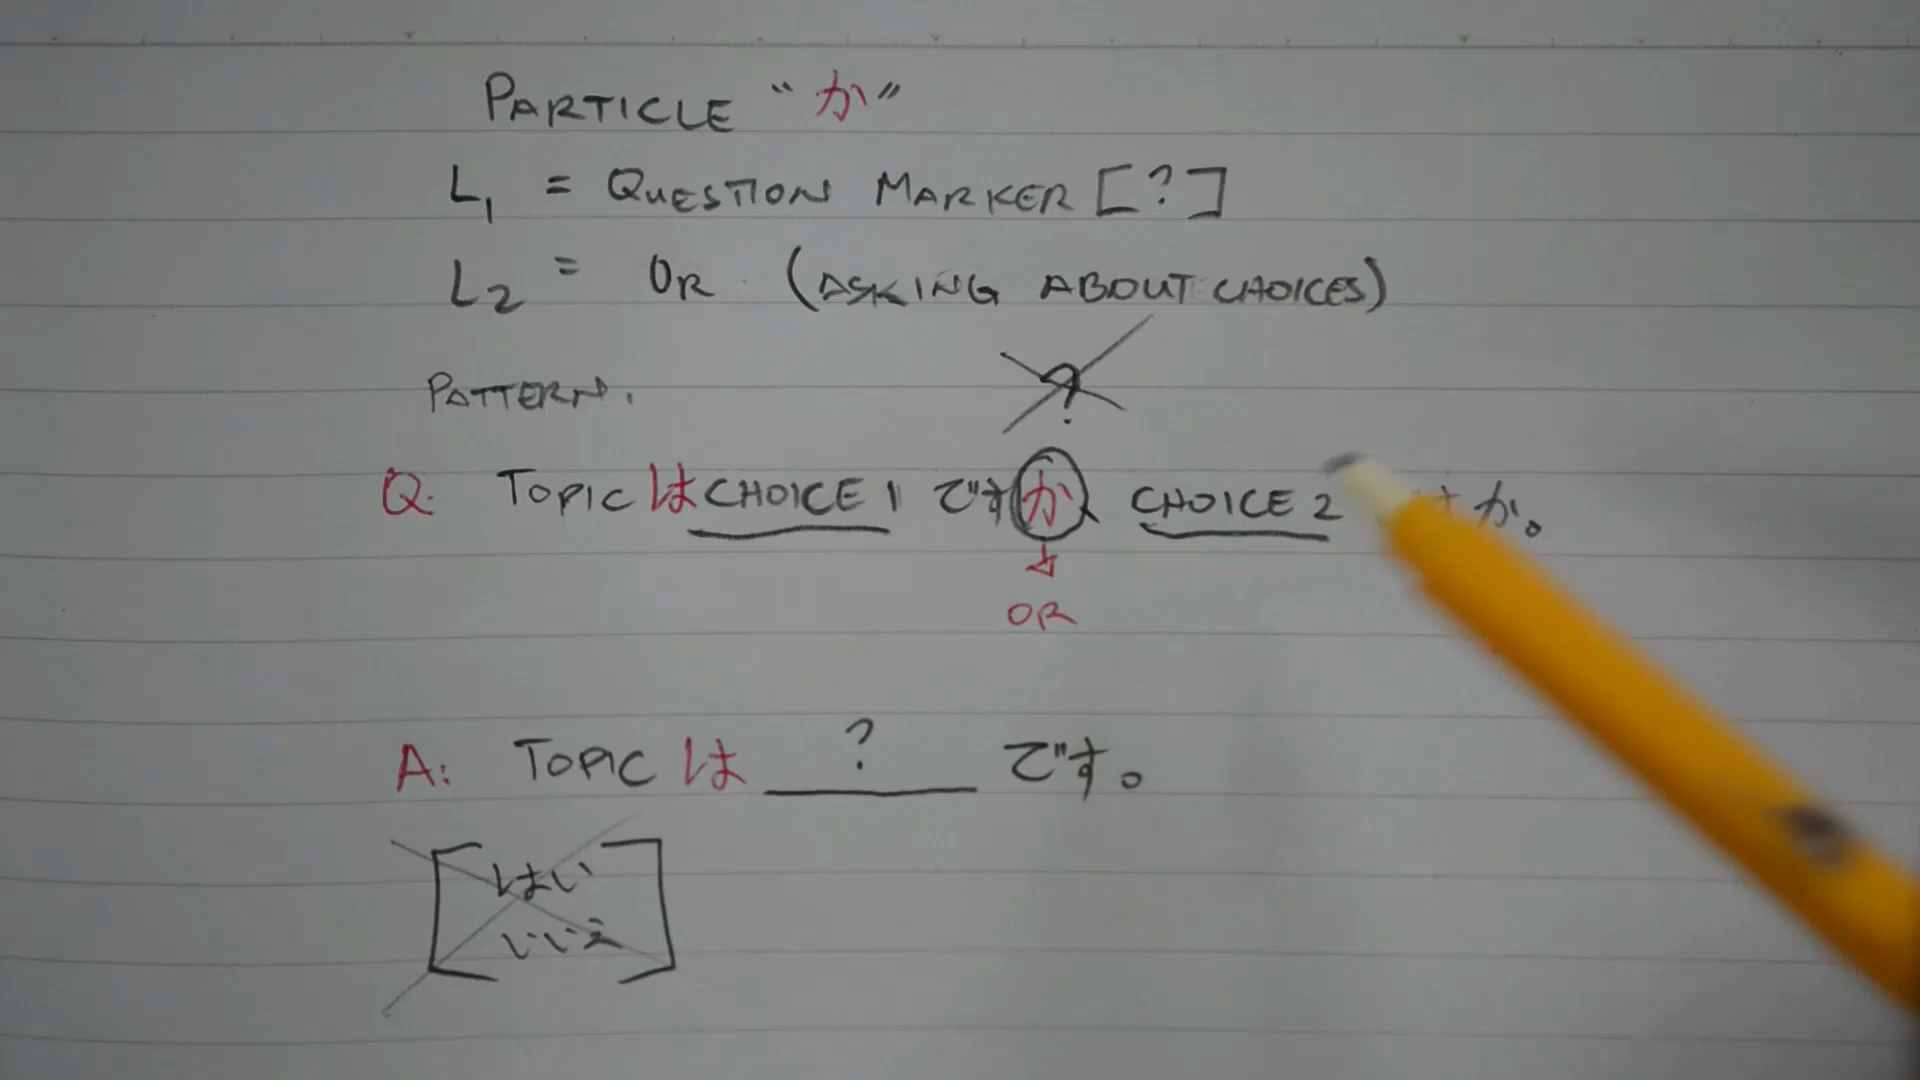 PARTICLE "か"
L1 = QUESTION MARKER [?]
L2 = OR (ASKING ABOUT CHOICES)
PATTERN.
?
Q. TOPIC は CHOICE 1 ですか、 CHOICE 2 か。
OR
A: TOPIC は ? です。
はい
いいえ